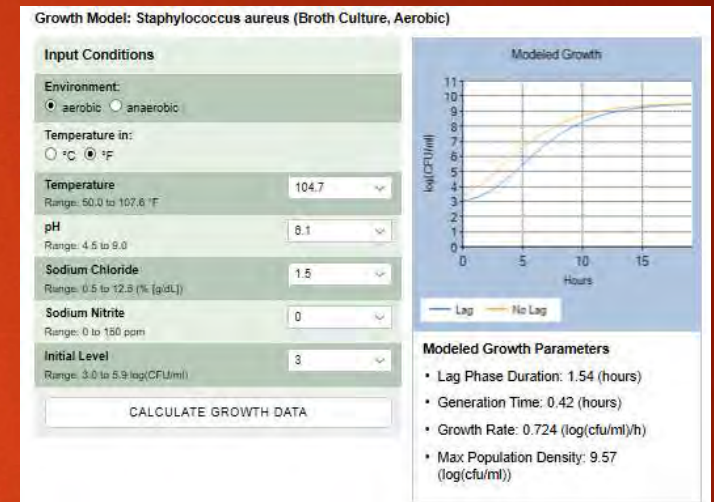 Growth Model: Staphylococcus aureus (Broth Culture, Aerobic)
Input Conditions
Environment:
aerobic anaerobic
Temperature in:
°C °F
Temperature 104.7
Range: 50.0 to 107.6 °F
pH 6.1
Range: 4.5 to 9.0
Sodium Chloride 1.5
Range: 0.5 to 12.5 (% [g/dL])
Sodium Nitrite 0
Range: 0 to 150 ppm
Initial Level 3
Range: 3.0 to 5.9 log(CFU/ml)
CALCULATE GROWTH DATA
Modeled Growth
log(CFU/ml)
11
10
9
8
7
6
5
4
3
2
1
0
0 5 10 15
Hours
Lag No Lag
Modeled Growth Parameters
• Lag Phase Duration: 1.54 (hours)
• Generation Time: 0.42 (hours)
• Growth Rate: 0.724 (log(cfu/ml)/h)
• Max Population Density: 9.57
(log(cfu/ml))